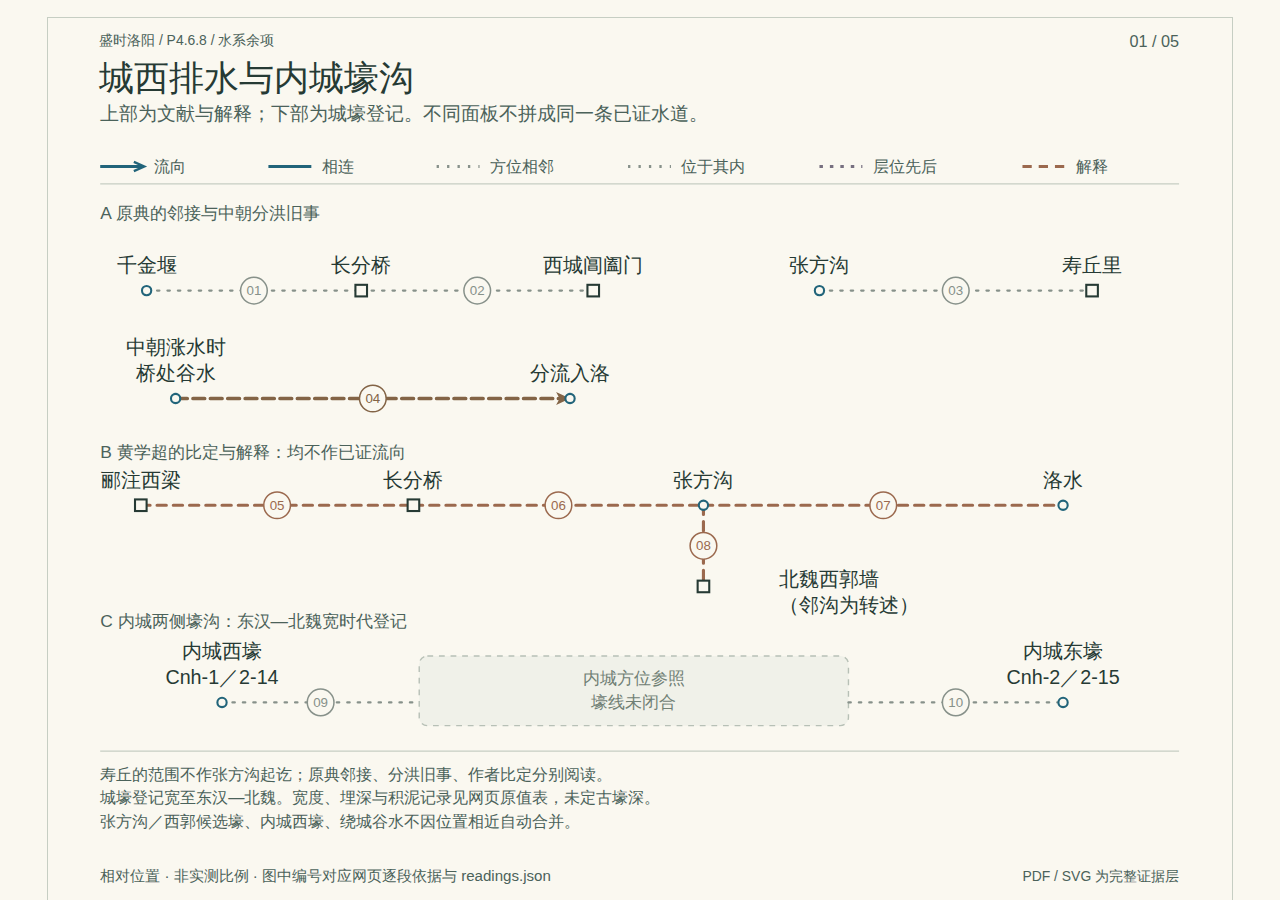 盛时洛阳 / P4.6.8 / 水系余项
01 / 05
城西排水与内城壕沟
上部为文献与解释；下部为城壕登记。不同面板不拼成同一条已证水道。
流向
相连
方位相邻
位于其内
层位先后
解释
A 原典的邻接与中朝分洪旧事
千金堰
长分桥
西城阊阖门
张方沟
寿丘里
01
02
03
中朝涨水时
桥处谷水
分流入洛
04
B 黄学超的比定与解释：均不作已证流向
郦注西梁
长分桥
张方沟
洛水
05
06
07
08
北魏西郭墙
（邻沟为转述）
C 内城两侧壕沟：东汉—北魏宽时代登记
内城西壕
Cnh-1／2-14
内城东壕
Cnh-2／2-15
内城方位参照
壕线未闭合
09
10
寿丘的范围不作张方沟起讫；原典邻接、分洪旧事、作者比定分别阅读。
城壕登记宽至东汉—北魏。宽度、埋深与积泥记录见网页原值表，未定古壕深。
张方沟／西郭候选壕、内城西壕、绕城谷水不因位置相近自动合并。
相对位置 · 非实测比例 · 图中编号对应网页逐段依据与 readings.json
PDF / SVG 为完整证据层